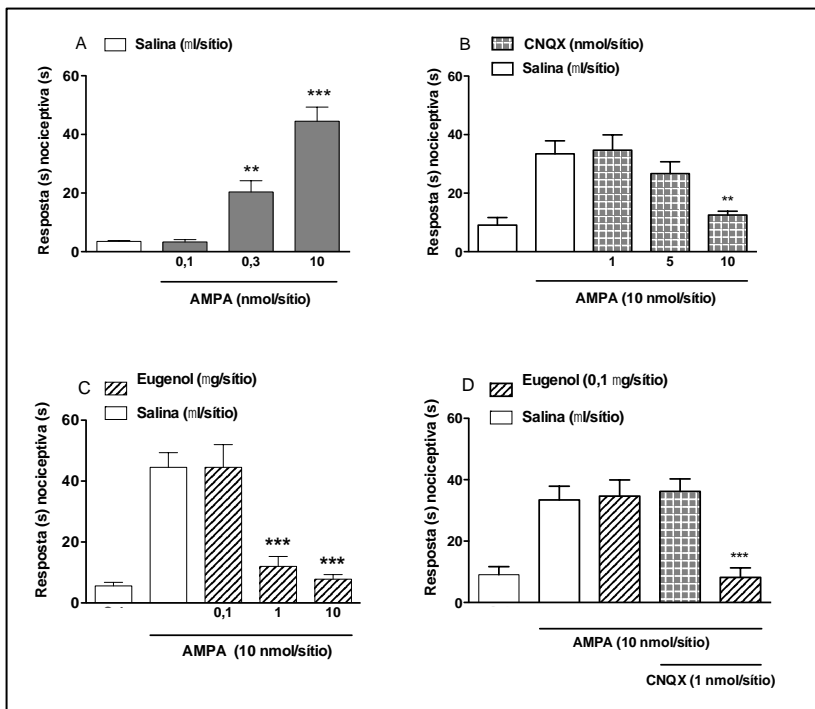 A
Salina (ml/sítio)
Resposta (s) nociceptiva (s)
60
40
20
0
**
***
0,1
0,3
10
AMPA (nmol/sítio)
B
CNQX (nmol/sítio)
Salina (ml/sítio)
Resposta (s) nociceptiva (s)
60
40
20
0
**
1
5
10
AMPA (10 nmol/sítio)
C
Eugenol (mg/sítio)
Salina (ml/sítio)
Resposta (s) nociceptiva (s)
60
40
20
0
***
***
0,1
1
10
AMPA (10 nmol/sítio)
D
Eugenol (0,1 mg/sítio)
Salina (ml/sítio)
Resposta (s) nociceptiva (s)
60
40
20
0
***
AMPA (10 nmol/sítio)
CNQX (1 nmol/sítio)